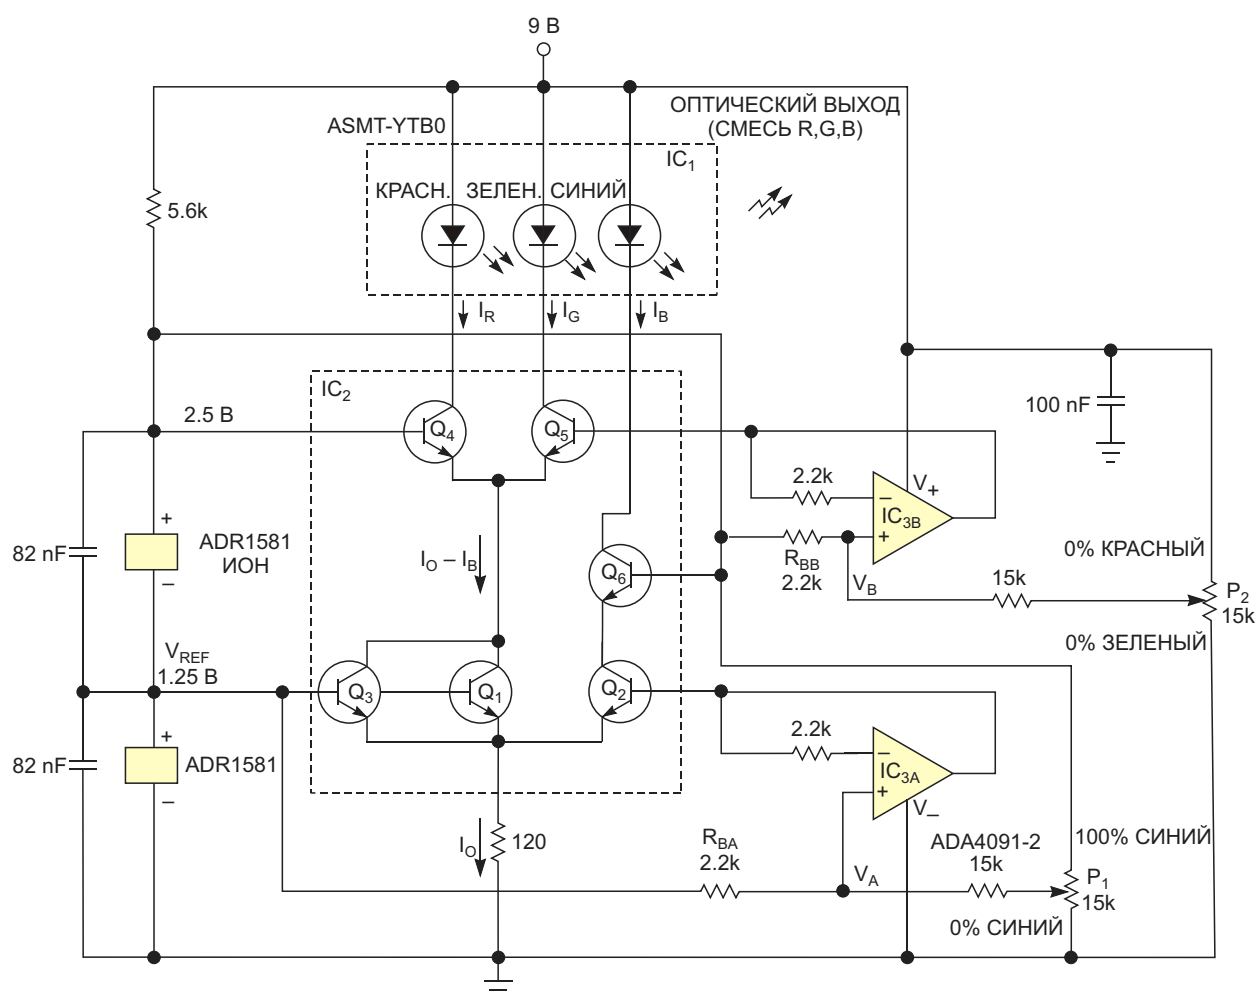 9 В
ОПТИЧЕСКИЙ ВЫХОД
(СМЕСЬ R,G,B)
ASMT-YTB0
IC1
КРАСН. ЗЕЛЕН. СИНИЙ
5.6k
IR
IG
IB
IC2
2.5 В
Q4
Q5
100 nF
2.2k
V+
–
IC3B
+
+
82 nF
ADR1581
ИОН
–
IO – IB
Q6
RBB
2.2k
VB
0% КРАСНЫЙ
15k
P2
15k
0% ЗЕЛЕНЫЙ
VREF
1.25 В
Q3
Q1
Q2
2.2k
–
IC3A
+
V–
+
82 nF
ADR1581
–
IO
120
RBA
2.2k
VA
ADA4091-2
15k
100% СИНИЙ
P1
15k
0% СИНИЙ